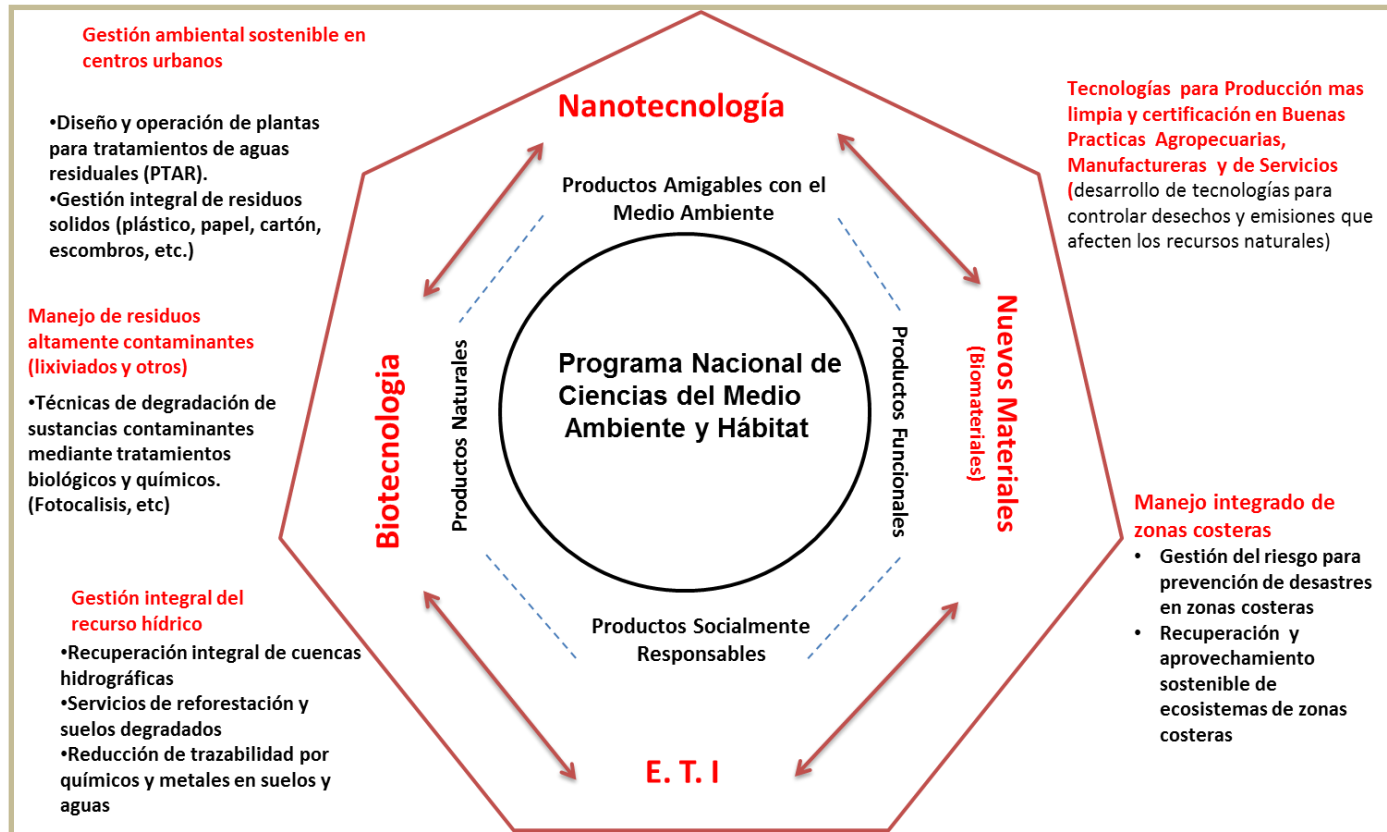 Gestión ambiental sostenible en
centros urbanos
•Diseño y operación de plantas
para tratamientos de aguas
residuales (PTAR).
•Gestión integral de residuos
solidos (plástico, papel, cartón,
escombros, etc.)
Manejo de residuos
altamente contaminantes
(lixiviados y otros)
•Técnicas de degradación de
sustancias contaminantes
mediante tratamientos
biológicos y químicos.
(Fotocalisis, etc)
Gestión integral del
recurso hídrico
•Recuperación integral de cuencas
hidrográficas
•Servicios de reforestación y
suelos degradados
•Reducción de trazabilidad por
químicos y metales en suelos y
aguas
Nanotecnología
Productos Amigables con el
Medio Ambiente
Biotecnologia
Productos Naturales
Programa Nacional de
Ciencias del Medio
Ambiente y Hábitat
Productos Funcionales
Nuevos Materiales
(Biomateriales)
Productos Socialmente
Responsables
E. T. I
Tecnologías para Producción mas
limpia y certificación en Buenas
Practicas Agropecuarias,
Manufactureras y de Servicios
(desarrollo de tecnologías para
controlar desechos y emisiones que
afecten los recursos naturales)
Manejo integrado de
zonas costeras
• Gestión del riesgo para
prevención de desastres
en zonas costeras
• Recuperación y
aprovechamiento
sostenible de
ecosistemas de zonas
costeras